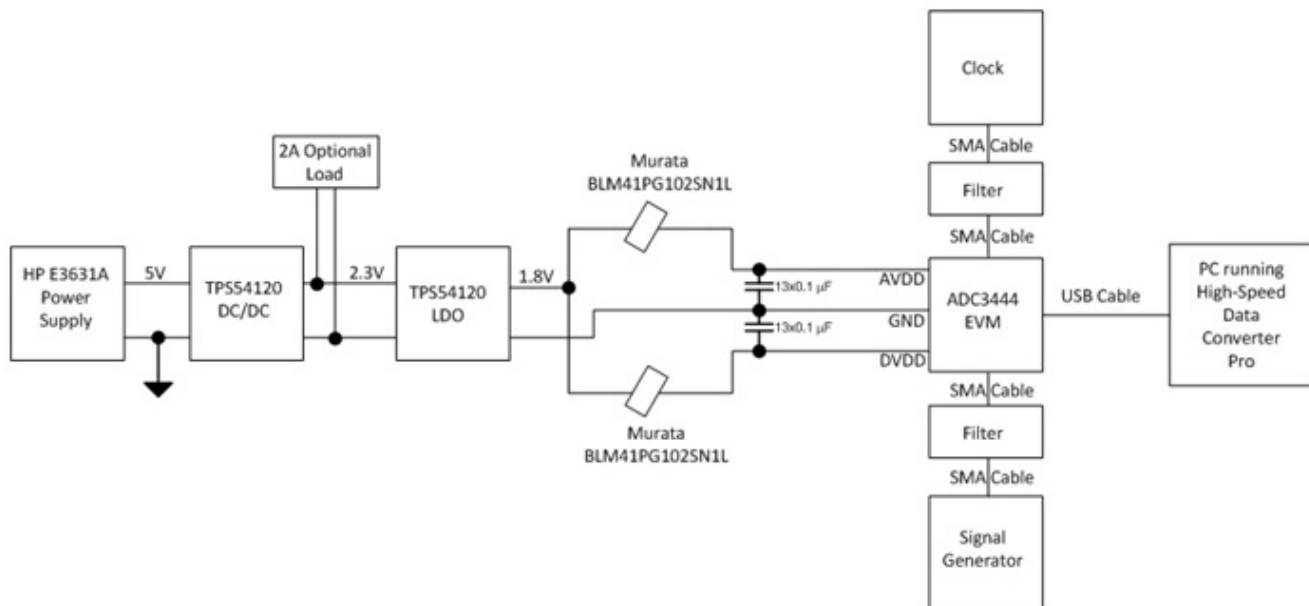 Clock
SMA Cable
Filter
SMA Cable
2A Optional
Load
Murata
BLM41PG102SN1L
HP E3631A
Power
Supply
5V
TPS54120
DC/DC
2.3V
TPS54120
LDO
1.8V
13x0.1 µF
13x0.1 µF
AVDD
GND
DVDD
ADC3444
EVM
USB Cable
PC running
High-Speed
Data
Converter
Pro
Murata
BLM41PG102SN1L
SMA Cable
Filter
SMA Cable
Signal
Generator